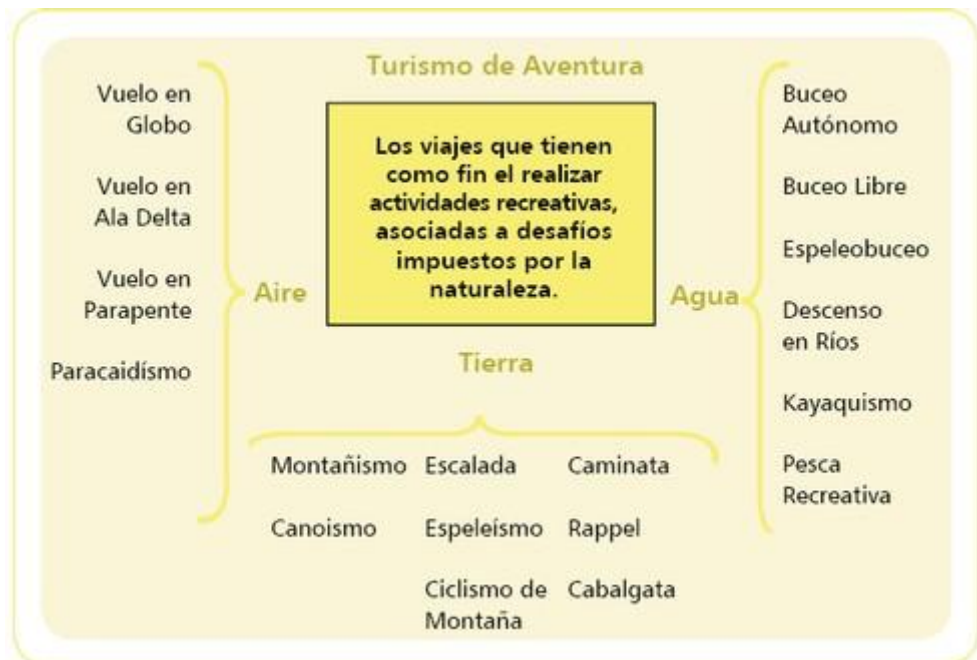 Turismo de Aventura
Los viajes que tienen
como fin el realizar
actividades recreativas,
asociadas a desafíos
impuestos por la
naturaleza.
Aire
Vuelo en
Globo
Vuelo en
Ala Delta
Vuelo en
Parapente
Paracaidísmo
Agua
Buceo
Autónomo
Buceo Libre
Espeleobuceo
Descenso
en Ríos
Kayaquismo
Pesca
Recreativa
Tierra
Montañismo
Canoismo
Escalada
Espeleísmo
Ciclismo de
Montaña
Caminata
Rappel
Cabalgata